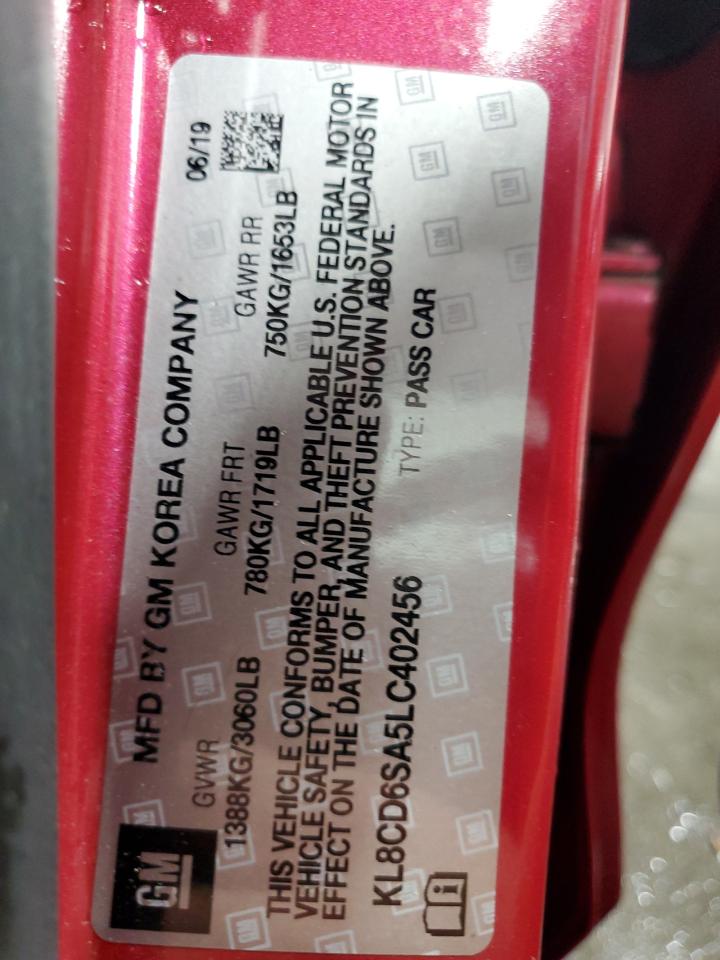 MFD BY GM KOREA COMPANY 06/19
GVWR GAWR FRT GAWR RR
1388KG/3060LB 780KG/1719LB 750KG/1653LB
THIS VEHICLE CONFORMS TO ALL APPLICABLE U.S. FEDERAL MOTOR
VEHICLE SAFETY, BUMPER, AND THEFT PREVENTION STANDARDS IN
EFFECT ON THE DATE OF MANUFACTURE SHOWN ABOVE.
KL8CD6SA5LC402456 TYPE: PASS CAR
GM